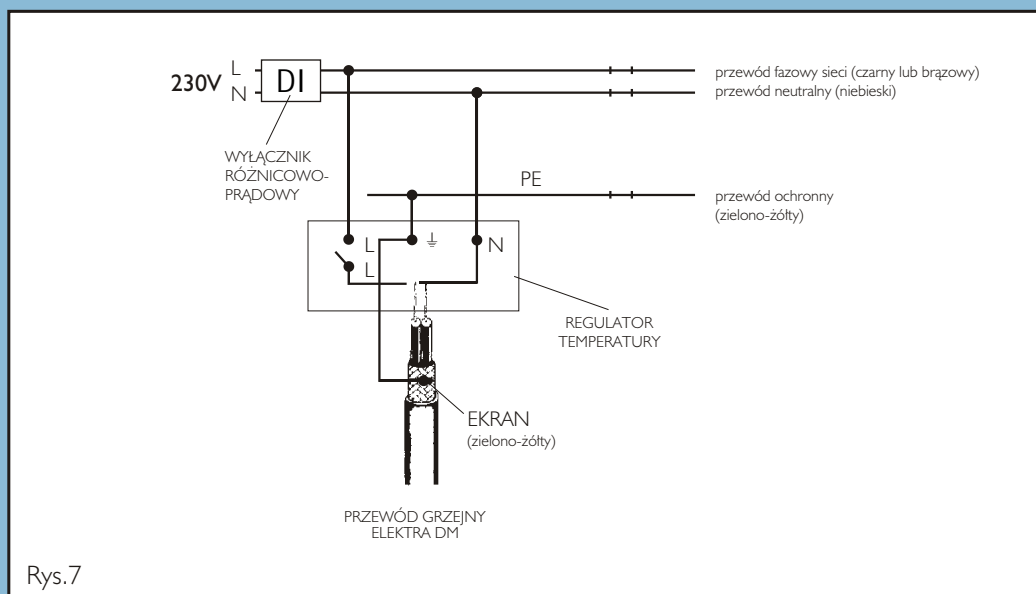 230V
L
N
DI
przewód fazowy sieci (czarny lub brązowy)
przewód neutralny (niebieski)
WYŁĄCZNIK
RÓŻNICOWO-
PRĄDOWY
PE
przewód ochronny
(zielono-żółty)
L
L
N
REGULATOR
TEMPERATURY
EKRAN
(zielono-żółty)
PRZEWÓD GRZEJNY
ELEKTRA DM
Rys.7